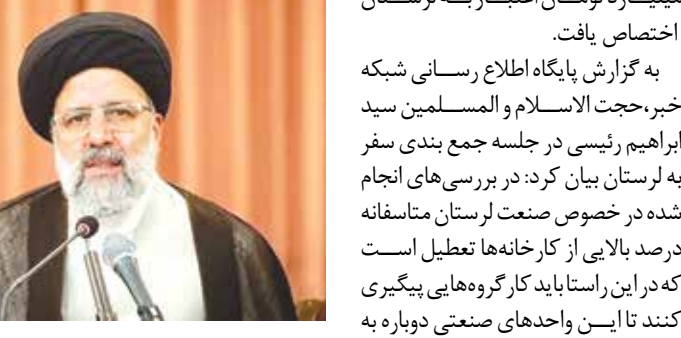 میلیارد تومان اعتبار به لرستان
اختصاص یافت.
به گزارش پایگاه اطلاع رسانی شبکه
خبر،حجت الاسلام و المسلمین سید
ابراهیم رئیسی در جلسه جمع بندی سفر
به لرستان بیان کرد: در بررسی‌های انجام
شده در خصوص صنعت لرستان متاسفانه
درصد بالایی از کارخانه‌ها تعطیل است
که در این راستا باید کارگروه‌هایی پیگیری
کنند تا این واحدهای صنعتی دوباره به